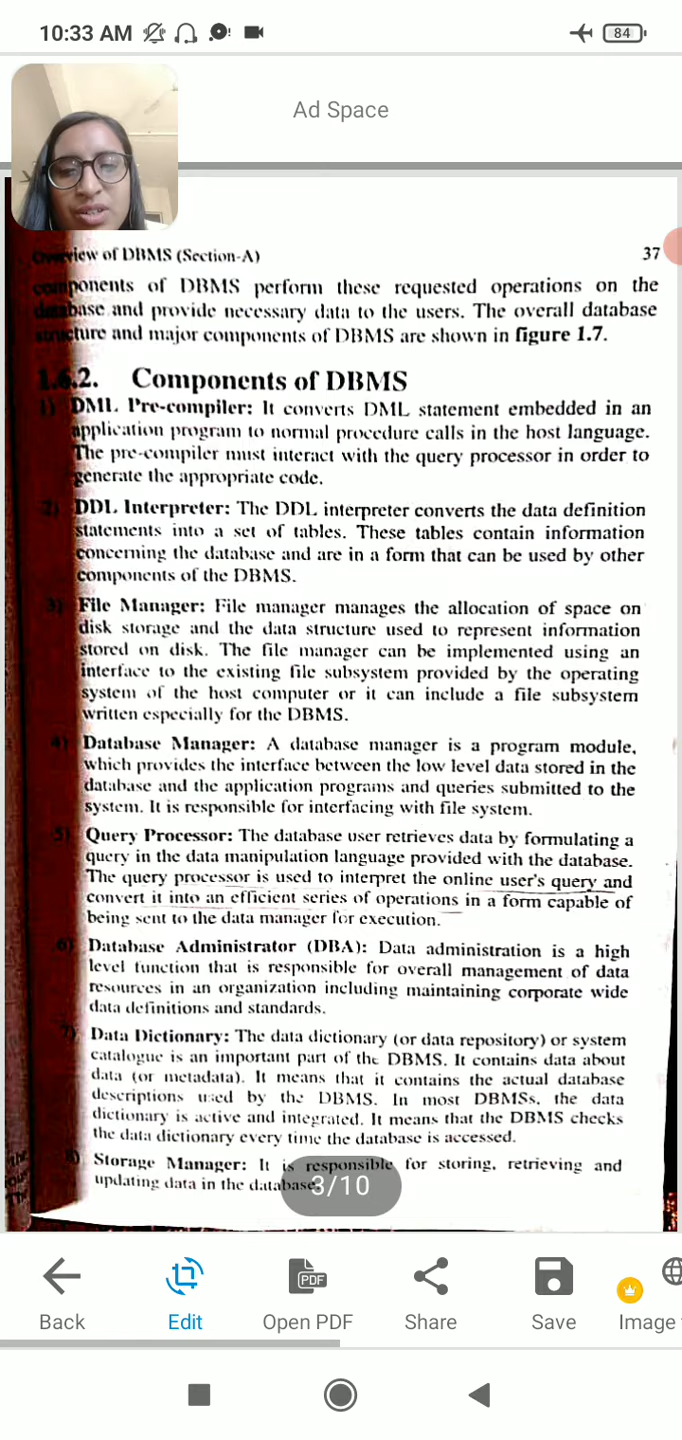 10:33 AM
84
Ad Space
Overview of DBMS (Section-A) 37
components of DBMS perform these requested operations on the
database and provide necessary data to the users. The overall database
structure and major components of DBMS are shown in figure 1.7.
1.6.2. Components of DBMS
1) DML Pre-compiler: It converts DML statement embedded in an
application program to normal procedure calls in the host language.
The pre-compiler must interact with the query processor in order to
generate the appropriate code.
2) DDL Interpreter: The DDL interpreter converts the data definition
statements into a set of tables. These tables contain information
concerning the database and are in a form that can be used by other
components of the DBMS.
3) File Manager: File manager manages the allocation of space on
disk storage and the data structure used to represent information
stored on disk. The file manager can be implemented using an
interface to the existing file subsystem provided by the operating
system of the host computer or it can include a file subsystem
written especially for the DBMS.
4) Database Manager: A database manager is a program module,
which provides the interface between the low level data stored in the
database and the application programs and queries submitted to the
system. It is responsible for interfacing with file system.
5) Query Processor: The database user retrieves data by formulating a
query in the data manipulation language provided with the database.
The query processor is used to interpret the online user's query and
convert it into an efficient series of operations in a form capable of
being sent to the data manager for execution.
6) Database Administrator (DBA): Data administration is a high
level function that is responsible for overall management of data
resources in an organization including maintaining corporate wide
data definitions and standards.
7) Data Dictionary: The data dictionary (or data repository) or system
catalogue is an important part of the DBMS. It contains data about
data (or metadata). It means that it contains the actual database
descriptions used by the DBMS. In most DBMSs, the data
dictionary is active and integrated. It means that the DBMS checks
the data dictionary every time the database is accessed.
8) Storage Manager: It is responsible for storing, retrieving and
updating data in the database.
3/10
PDF
Back Edit Open PDF Share Save Image